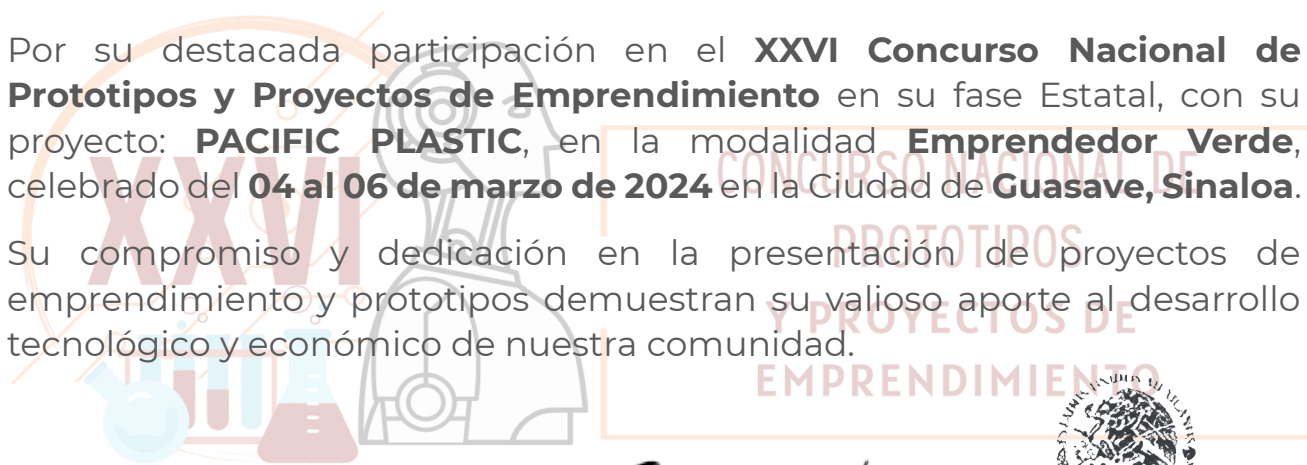 Por su destacada participación en el XXVI Concurso Nacional de
Prototipos y Proyectos de Emprendimiento en su fase Estatal, con su
proyecto: PACIFIC PLASTIC, en la modalidad Emprendedor Verde,
celebrado del 04 al 06 de marzo de 2024 en la Ciudad de Guasave, Sinaloa.
Su compromiso y dedicación en la presentación de proyectos de
emprendimiento y prototipos demuestran su valioso aporte al desarrollo
tecnológico y económico de nuestra comunidad.
XXVI
CONCURSO NACIONAL DE
PROTOTIPOS
Y PROYECTOS DE
EMPRENDIMIENTO